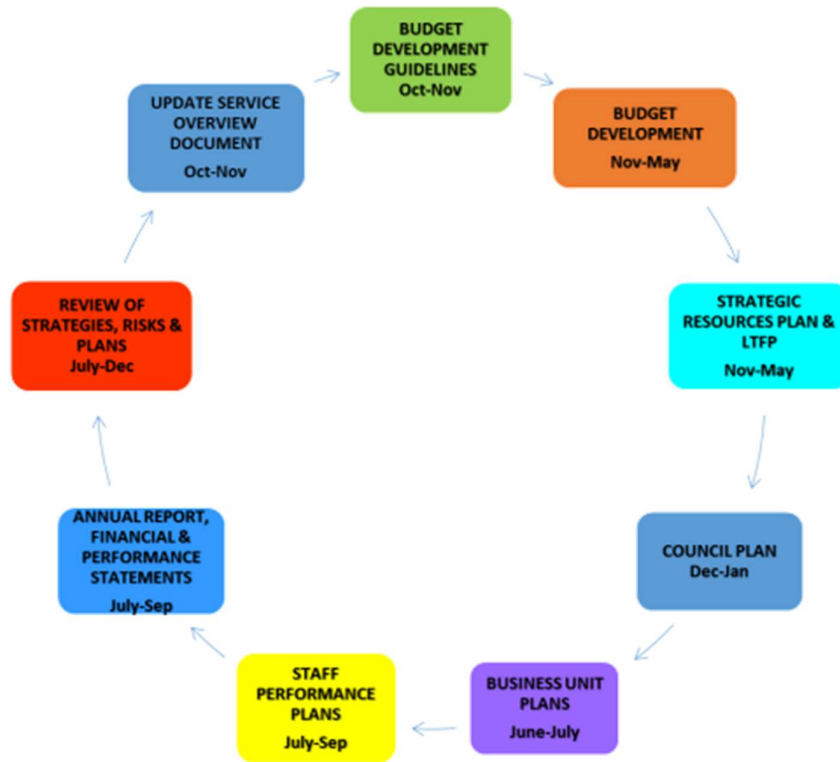 BUDGET
DEVELOPMENT
GUIDELINES
Oct-Nov
BUDGET
DEVELOPMENT
Nov-May
STRATEGIC
RESOURCES PLAN &
LTFP
Nov-May
COUNCIL PLAN
Dec-Jan
BUSINESS UNIT
PLANS
June-July
STAFF
PERFORMANCE
PLANS
July-Sep
ANNUAL REPORT,
FINANCIAL &
PERFORMANCE
STATEMENTS
July-Sep
REVIEW OF
STRATEGIES, RISKS &
PLANS
July-Dec
UPDATE SERVICE
OVERVIEW
DOCUMENT
Oct-Nov